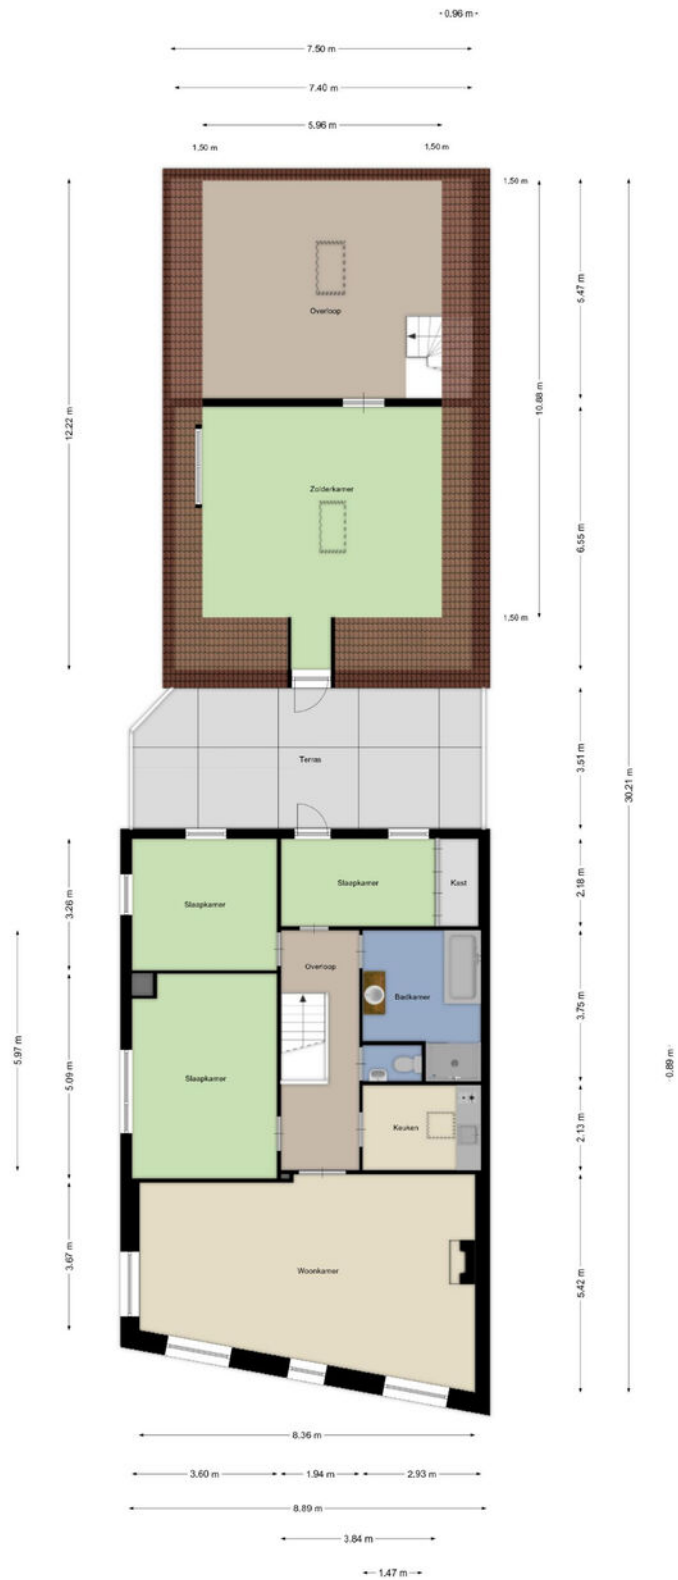 0.96 m
7.50 m
7.40 m
5.96 m
1,50 m
1,50 m
1,50 m
5.47 m
Overloop
10.88 m
12.22 m
Zolderkamer
6.55 m
1,50 m
Terras
3.51 m
30.21 m
3.26 m
Slaapkamer
Slaapkamer
Kast
2.18 m
Overloop
Badkamer
3.75 m
5.97 m
5.09 m
0.89 m
Slaapkamer
Keuken
2.13 m
3.67 m
Woonkamer
5.42 m
8.36 m
3.60 m
1.94 m
2.93 m
8.89 m
3.84 m
1.47 m